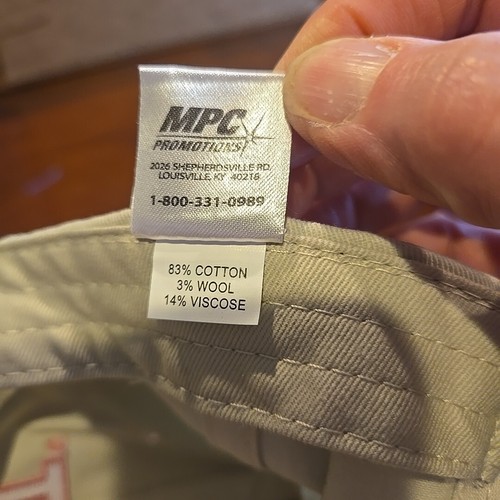 MPC
PROMOTIONS
2026 SHEPHERDSVILLE RD.
LOUISVILLE, KY 40218
1-800-331-0989
83% COTTON
3% WOOL
14% VISCOSE